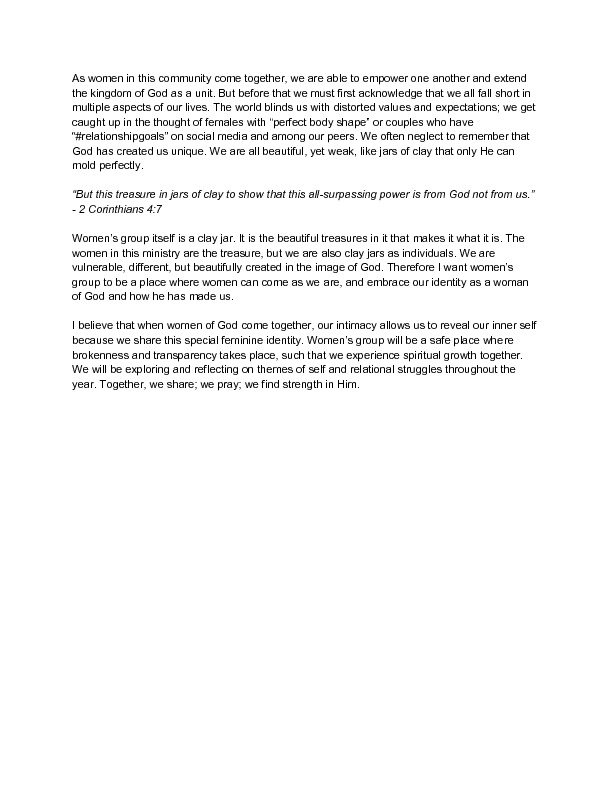 As women in this community come together, we are able to empower one another and extend
the kingdom of God as a unit. But before that we must first acknowledge that we all fall short in
multiple aspects of our lives. The world blinds us with distorted values and expectations; we get
caught up in the thought of females with “perfect body shape” or couples who have
“#relationshipgoals” on social media and among our peers. We often neglect to remember that
God has created us unique. We are all beautiful, yet weak, like jars of clay that only He can
mold perfectly.
“But this treasure in jars of clay to show that this all-surpassing power is from God not from us.”
- 2 Corinthians 4:7
Women’s group itself is a clay jar. It is the beautiful treasures in it that makes it what it is. The
women in this ministry are the treasure, but we are also clay jars as individuals. We are
vulnerable, different, but beautifully created in the image of God. Therefore I want women’s
group to be a place where women can come as we are, and embrace our identity as a woman
of God and how he has made us.
I believe that when women of God come together, our intimacy allows us to reveal our inner self
because we share this special feminine identity. Women’s group will be a safe place where
brokenness and transparency takes place, such that we experience spiritual growth together.
We will be exploring and reflecting on themes of self and relational struggles throughout the
year. Together, we share; we pray; we find strength in Him.